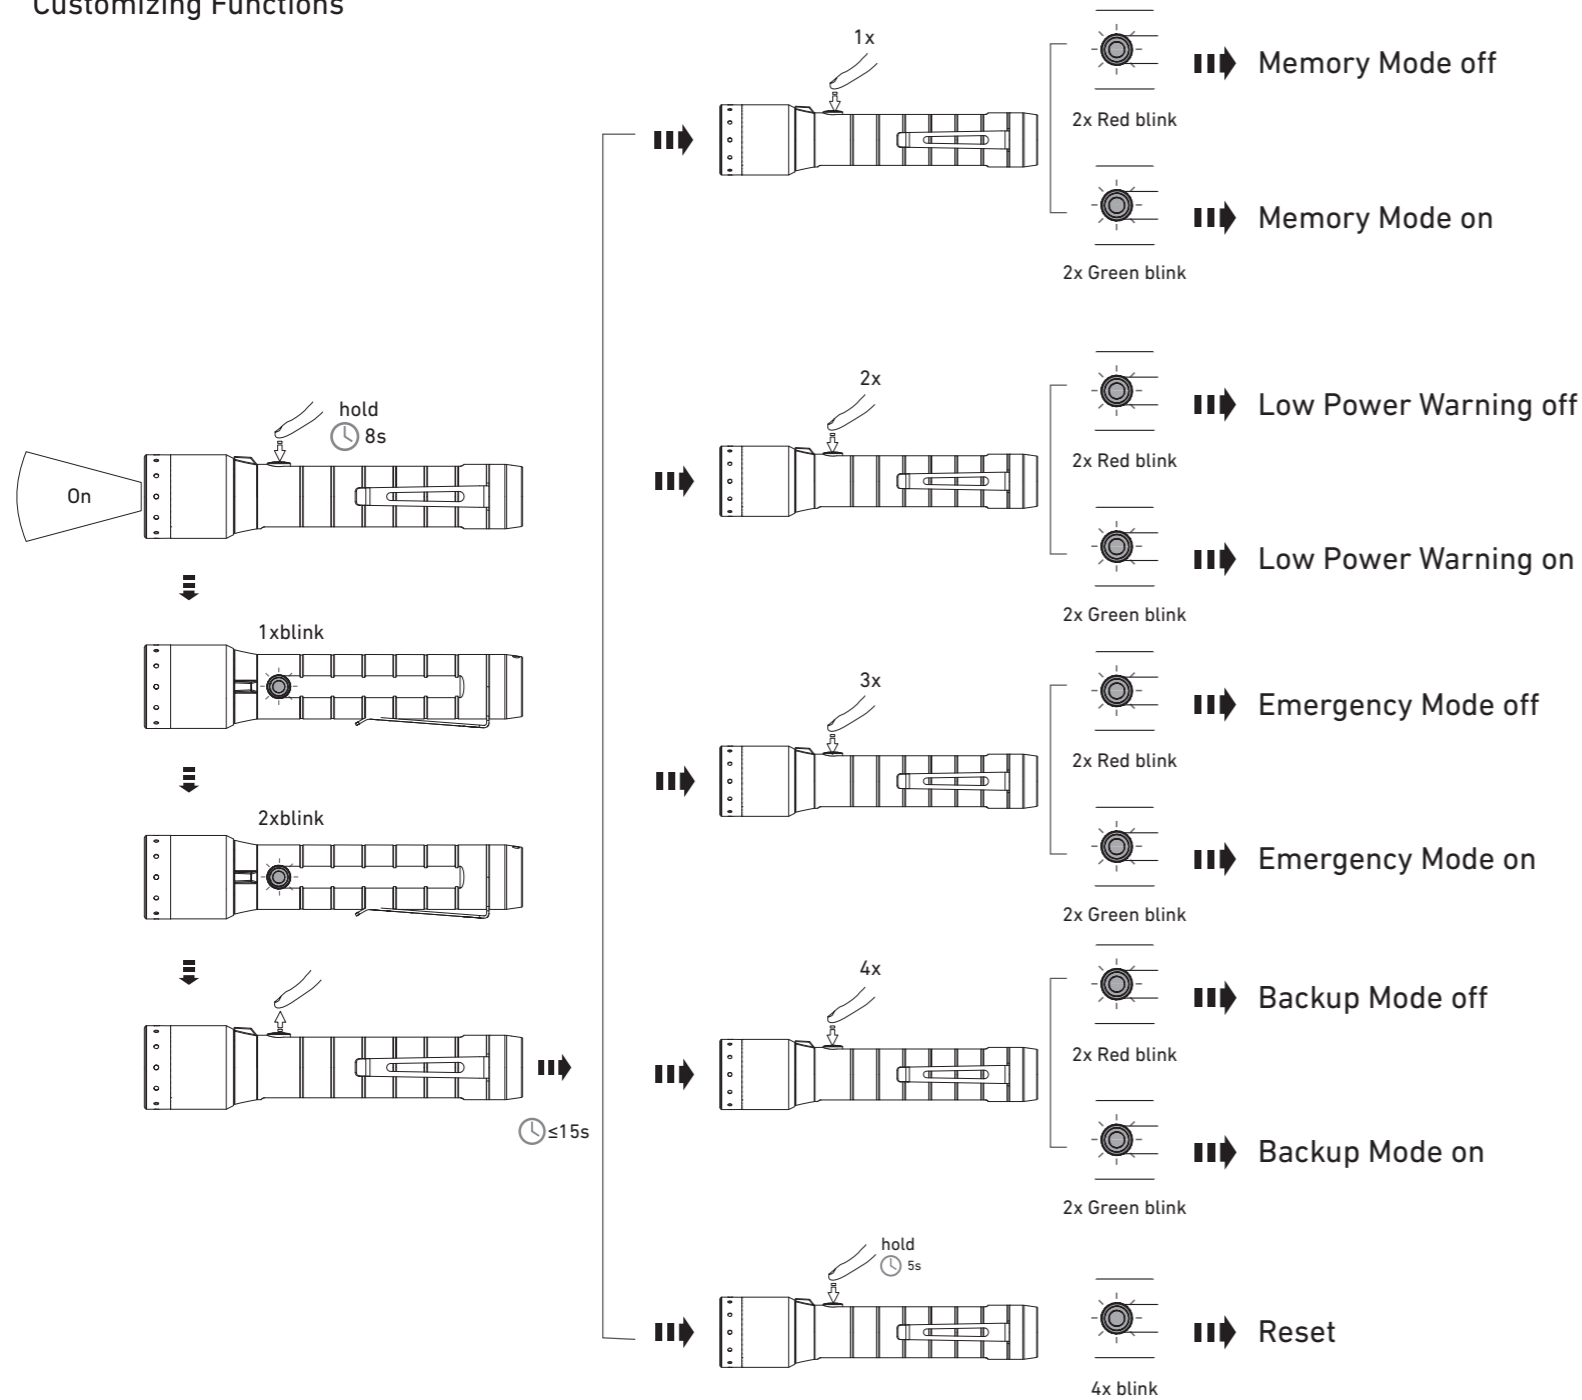 Customizing Functions
On
hold
8s
1xblink
2xblink
≤15s
1x
2x Red blink
Memory Mode off
2x Green blink
Memory Mode on
2x
2x Red blink
Low Power Warning off
2x Green blink
Low Power Warning on
3x
2x Red blink
Emergency Mode off
2x Green blink
Emergency Mode on
4x
2x Red blink
Backup Mode off
2x Green blink
Backup Mode on
hold
5s
4x blink
Reset